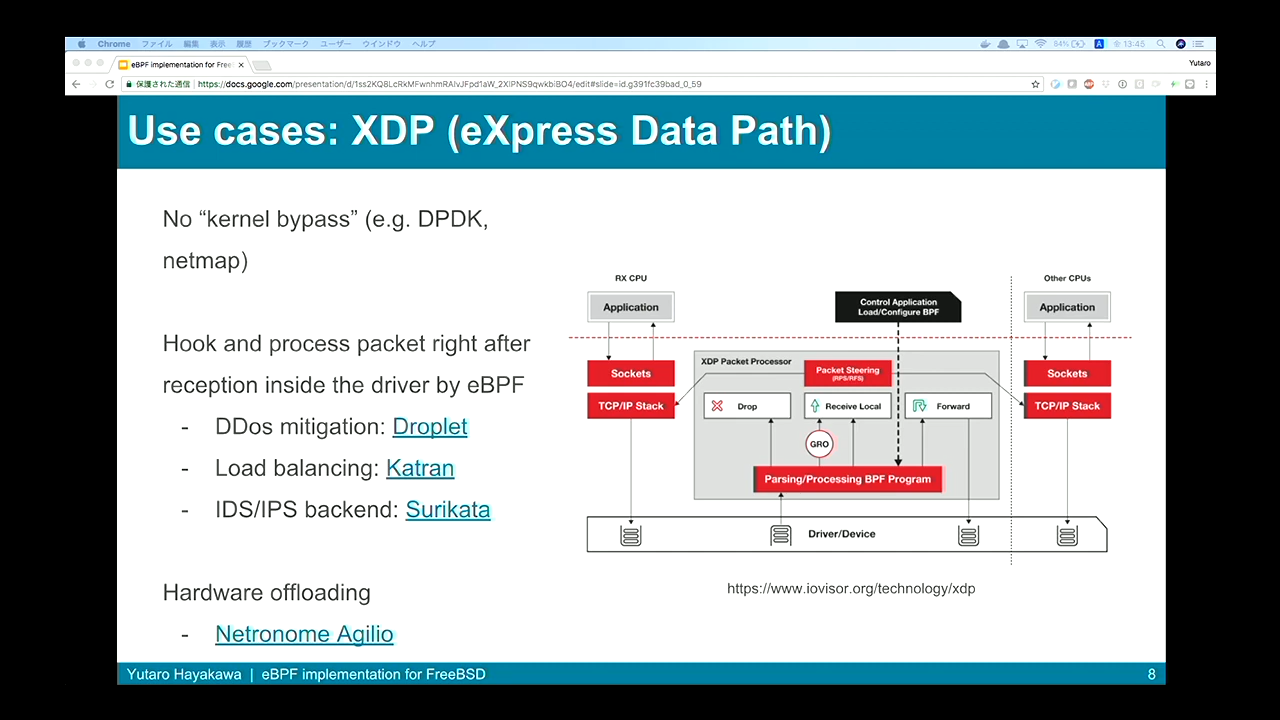 Chrome ファイル 編集 表示 履歴 ブックマーク ユーザー ウインドウ ヘルプ 84% A 13:45
eBPF implementation for Free
Yutaro
保護された通信 https://docs.google.com/presentation/d/
Use cases: XDP (eXpress Data Path)
No “kernel bypass” (e.g. DPDK,
netmap)
Hook and process packet right after
reception inside the driver by eBPF
- DDos mitigation: Droplet
- Load balancing: Katran
- IDS/IPS backend: Surikata
Hardware offloading
- Netronome Agilio
RX CPU
Other CPUs
Application
Control Application
Load/Configure BPF
Application
XDP Packet Processor
Sockets
Packet Steering
(RPS/RFS)
Sockets
TCP/IP Stack
Drop
Receive Local
Forward
TCP/IP Stack
GRO
Parsing/Processing BPF Program
Driver/Device
https://www.iovisor.org/technology/xdp
Yutaro Hayakawa | eBPF implementation for FreeBSD
8